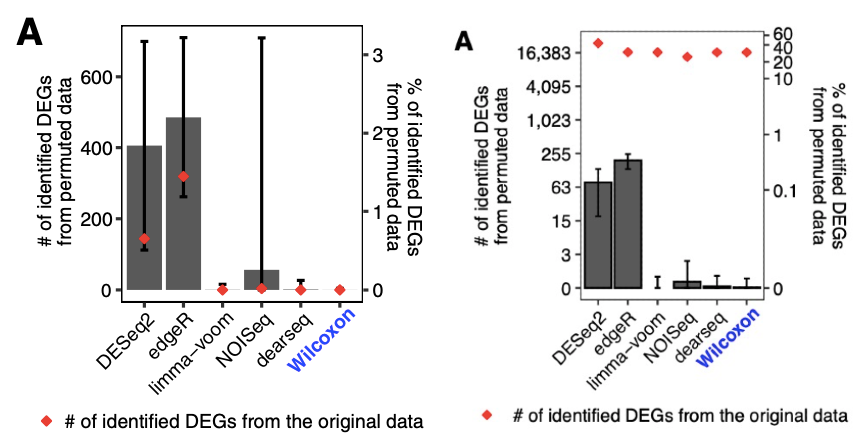 A
# of identified DEGs
from permuted data
600
400
200
0
3
2
1
0
% of identified DEGs
from permuted data
DESeq2
edgeR
limma−voom
NOISeq
dearseq
Wilcoxon
# of identified DEGs from the original data
A
# of identified DEGs
from permuted data
16,383
4,095
1,023
255
63
15
3
0
60
40
20
10
1
0.1
0
% of identified DEGs
from permuted data
DESeq2
edgeR
limma−voom
NOISeq
dearseq
Wilcoxon
# of identified DEGs from the original data